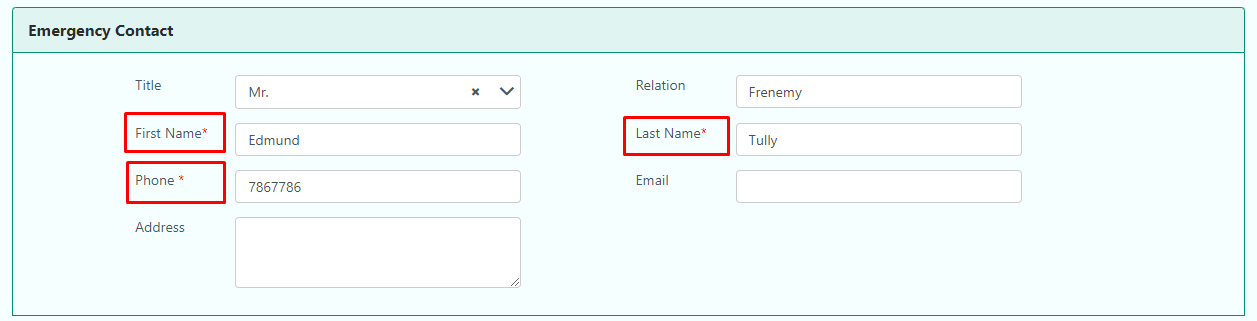 Emergency Contact
Title Mr. Relation Frenemy
First Name* Edmund Last Name* Tully
Phone * 7867786 Email
Address